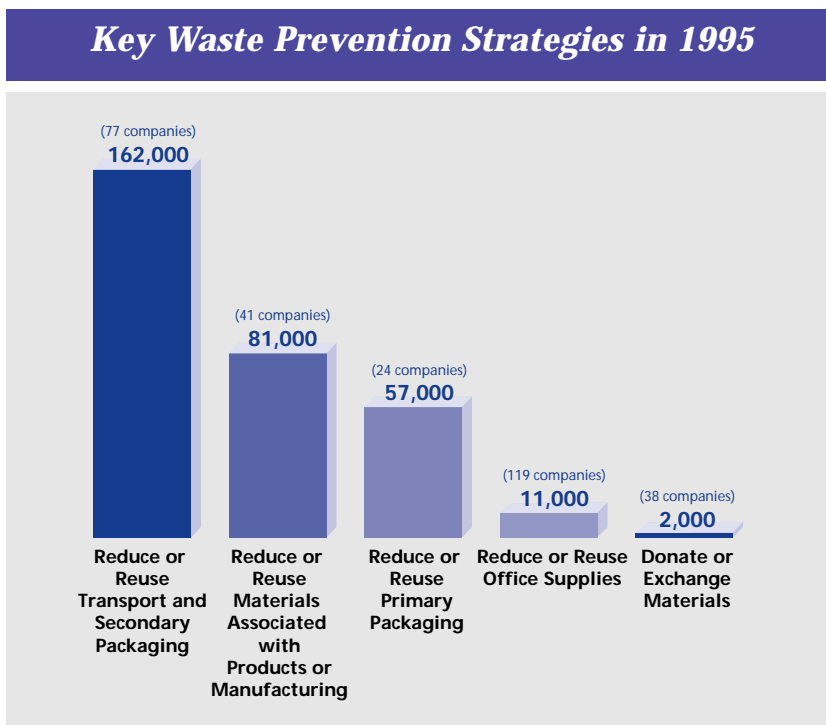 Key Waste Prevention Strategies in 1995
(77 companies)
162,000
(41 companies)
81,000
(24 companies)
57,000
(119 companies)
11,000
(38 companies)
2,000
Reduce or
Reuse
Transport and
Secondary
Packaging
Reduce or
Reuse
Materials
Associated
with
Products or
Manufacturing
Reduce or
Reuse
Primary
Packaging
Reduce or Reuse
Office Supplies
Donate or
Exchange
Materials